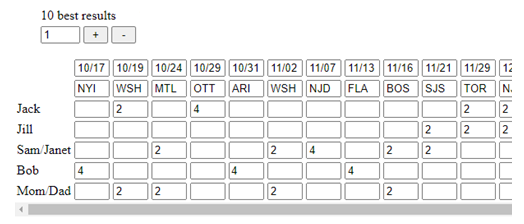 10 best results
1 + -
10/17 10/19 10/24 10/29 10/31 11/02 11/07 11/13 11/16 11/21 11/29 12
NYI WSH MTL OTT ARI WSH NJD FLA BOS SJS TOR
Jack 2 4 2 2
Jill 2 2 2
Sam/Janet 2 2 4 2 2
Bob 4 4 4
Mom/Dad 2 2 2 2